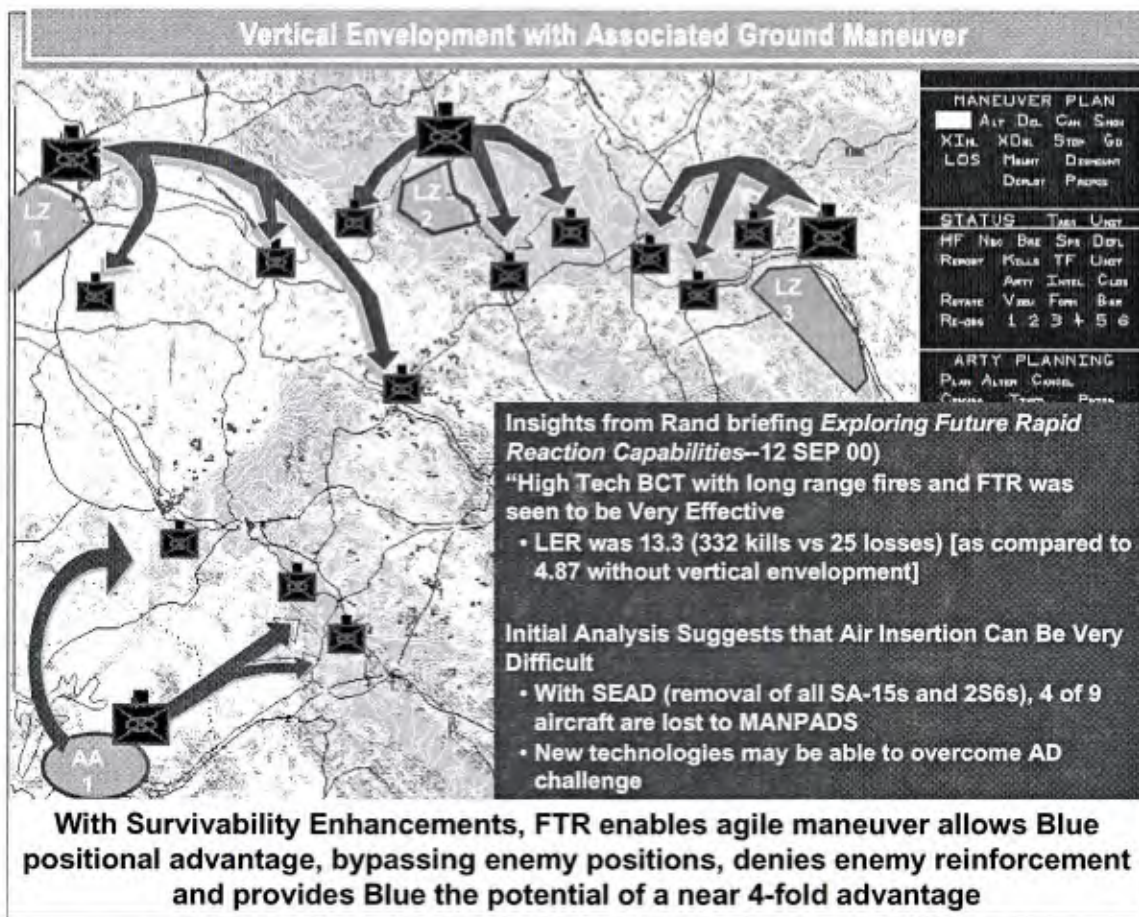 Vertical Envelopment with Associated Ground Maneuver
LZ
1
LZ
2
LZ
3
AA
1
MANEUVER PLAN
ALT DEL CAN SHOW
STOP GO
LOS MOUNT DISMOUNT
DEPLOY PREPOS
STATUS UNIT
HF DEFL
REPORT KILLS TF UNIT
ARTY INTEL CLOS
ROTATE VIEW FORM
RE-ORG 1 2 3 4 5 6
ARTY PLANNING
PLAN ALTER CANCEL
Insights from Rand briefing Exploring Future Rapid
Reaction Capabilities--12 SEP 00)
“High Tech BCT with long range fires and FTR was
seen to be Very Effective
• LER was 13.3 (332 kills vs 25 losses) [as compared to
4.87 without vertical envelopment]
Initial Analysis Suggests that Air Insertion Can Be Very
Difficult
• With SEAD (removal of all SA-15s and 2S6s), 4 of 9
aircraft are lost to MANPADS
• New technologies may be able to overcome AD
challenge
With Survivability Enhancements, FTR enables agile maneuver allows Blue
positional advantage, bypassing enemy positions, denies enemy reinforcement
and provides Blue the potential of a near 4-fold advantage